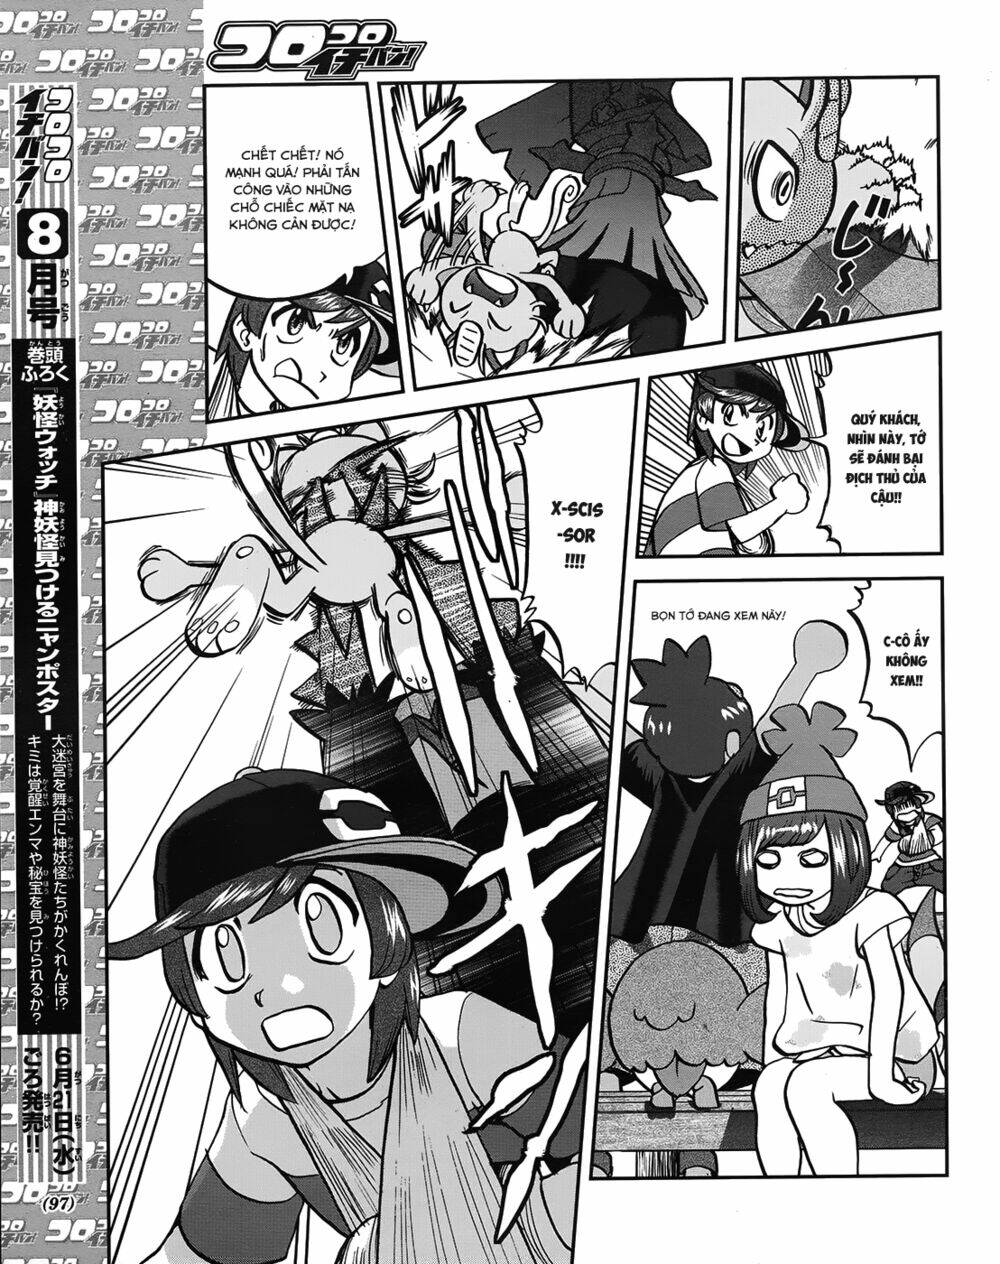 コロコロ
イチバン!
CHẾT CHẾT! NÓ
MẠNH QUÁ! PHẢI TẤN
CÔNG VÀO NHỮNG
CHỖ CHIẾC MẶT NẠ
KHÔNG CẢN ĐƯỢC!
QUÝ KHÁCH,
NHÌN NÀY, TỚ
SẼ ĐÁNH BẠI
ĐỊCH THỦ CỦA
CẬU!!
X-SCIS
-SOR
!!!!
BỌN TỚ ĐANG XEM NÀY!
C-CÔ ẤY
KHÔNG
XEM!!
コロコロ
イチバン!
8月号
巻頭
ふろく
『妖怪ウォッチ』神妖怪見つけるニャンポスター
大迷宮を舞台に神妖怪たちがかくれんぼ!?
キミは覚醒エンマや秘宝を見つけられるか?
6月21日(水)
ごろ発売!!
(97)